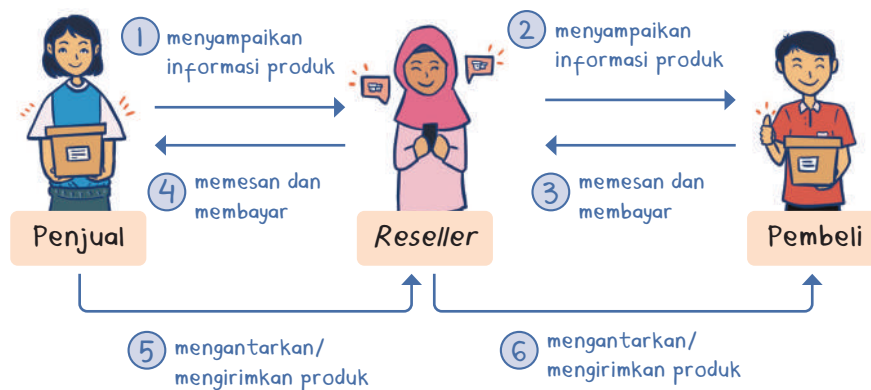 1 menyampaikan
informasi produk
2 menyampaikan
informasi produk
4 memesan dan
membayar
3 memesan dan
membayar
Penjual
Reseller
Pembeli
5 mengantarkan/
mengirimkan produk
6 mengantarkan/
mengirimkan produk